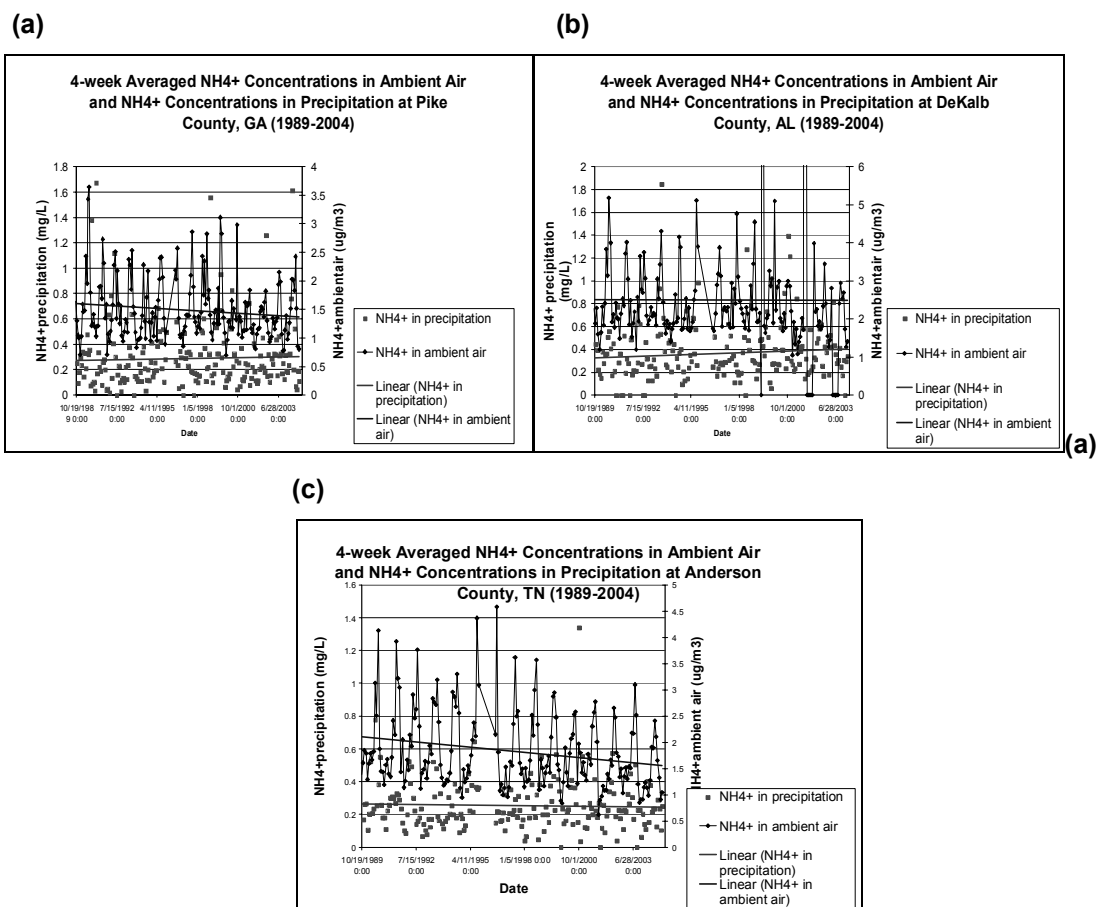 (a)
(b)
4-week Averaged NH4+ Concentrations in Ambient Air
and NH4+ Concentrations in Precipitation at Pike
County, GA (1989-2004)
NH4+precipitation (mg/L)
1.8
1.6
1.4
1.2
1
0.8
0.6
0.4
0.2
0
4
3.5
3
2.5
2
1.5
1
0.5
0
NH4+ambientair (ug/m3)
10/19/198 7/15/1992 4/11/1995 1/5/1998 10/1/2000 6/28/2003
9 0:00 0:00 0:00 0:00 0:00 0:00
Date
NH4+ in precipitation
NH4+ in ambient air
Linear (NH4+ in
precipitation)
Linear (NH4+ in ambient
air)
4-week Averaged NH4+ Concentrations in Ambient Air
and NH4+ Concentrations in Precipitation at DeKalb
County, AL (1989-2004)
NH4+ precipitation
(mg/L)
2
1.8
1.6
1.4
1.2
1
0.8
0.6
0.4
0.2
0
6
5
4
3
2
1
0
NH4+ambientair (ug/m3)
10/19/1989 7/15/1992 4/11/1995 1/5/1998 10/1/2000 6/28/2003
0:00 0:00 0:00 0:00 0:00 0:00
Date
NH4+ in precipitation
NH4+ in ambient air
Linear (NH4+ in
precipitation)
Linear (NH4+ in ambient
air)
(a)
(c)
4-week Averaged NH4+ Concentrations in Ambient Air
and NH4+ Concentrations in Precipitation at Anderson
County, TN (1989-2004)
NH4+precipitation (mg/L)
1.6
1.4
1.2
1
0.8
0.6
0.4
0.2
0
5
4.5
4
3.5
3
2.5
2
1.5
1
0.5
0
NH4+ambient air (ug/m3)
10/19/1989 7/15/1992 4/11/1995 1/5/1998 0:00 10/1/2000 6/28/2003
0:00 0:00 0:00 0:00 0:00
Date
NH4+ in precipitation
NH4+ in ambient air
Linear (NH4+ in
precipitation)
Linear (NH4+ in
ambient air)